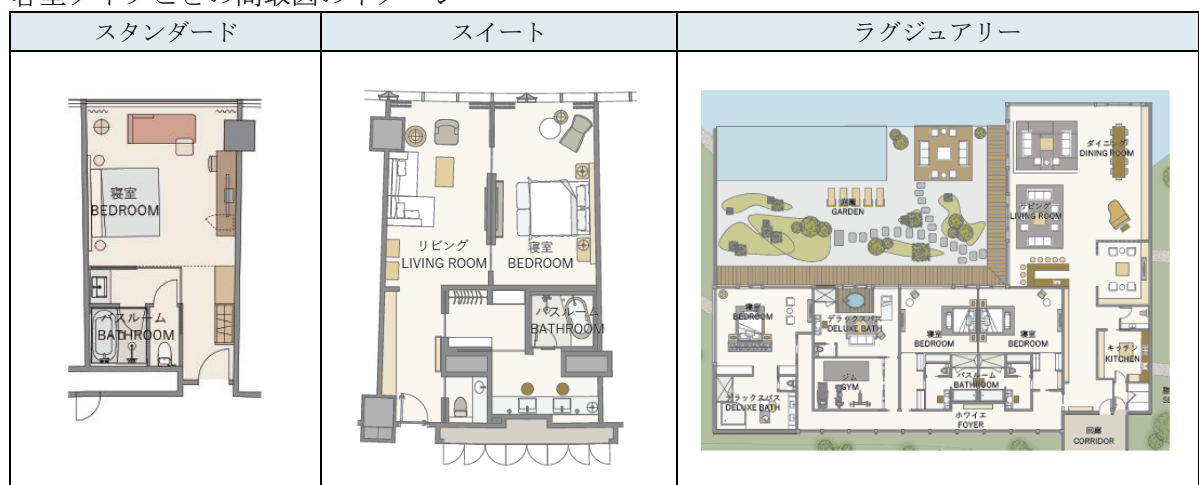 スタンダード
スイート
ラグジュアリー
寝室
BEDROOM
バスルーム
BATHROOM
リビング
LIVING ROOM
寝室
BEDROOM
バスルーム
BATHROOM
ダイニング
DINING ROOM
リビング
LIVING ROOM
庭園
GARDEN
寝室
BEDROOM
デラックスバス
DELUXE BATH
寝室
BEDROOM
寝室
BEDROOM
キッチン
KITCHEN
バスルーム
BATHROOM
ジム
GYM
デラックスバス
DELUXE BATH
ホワイエ
FOYER
回廊
CORRIDOR